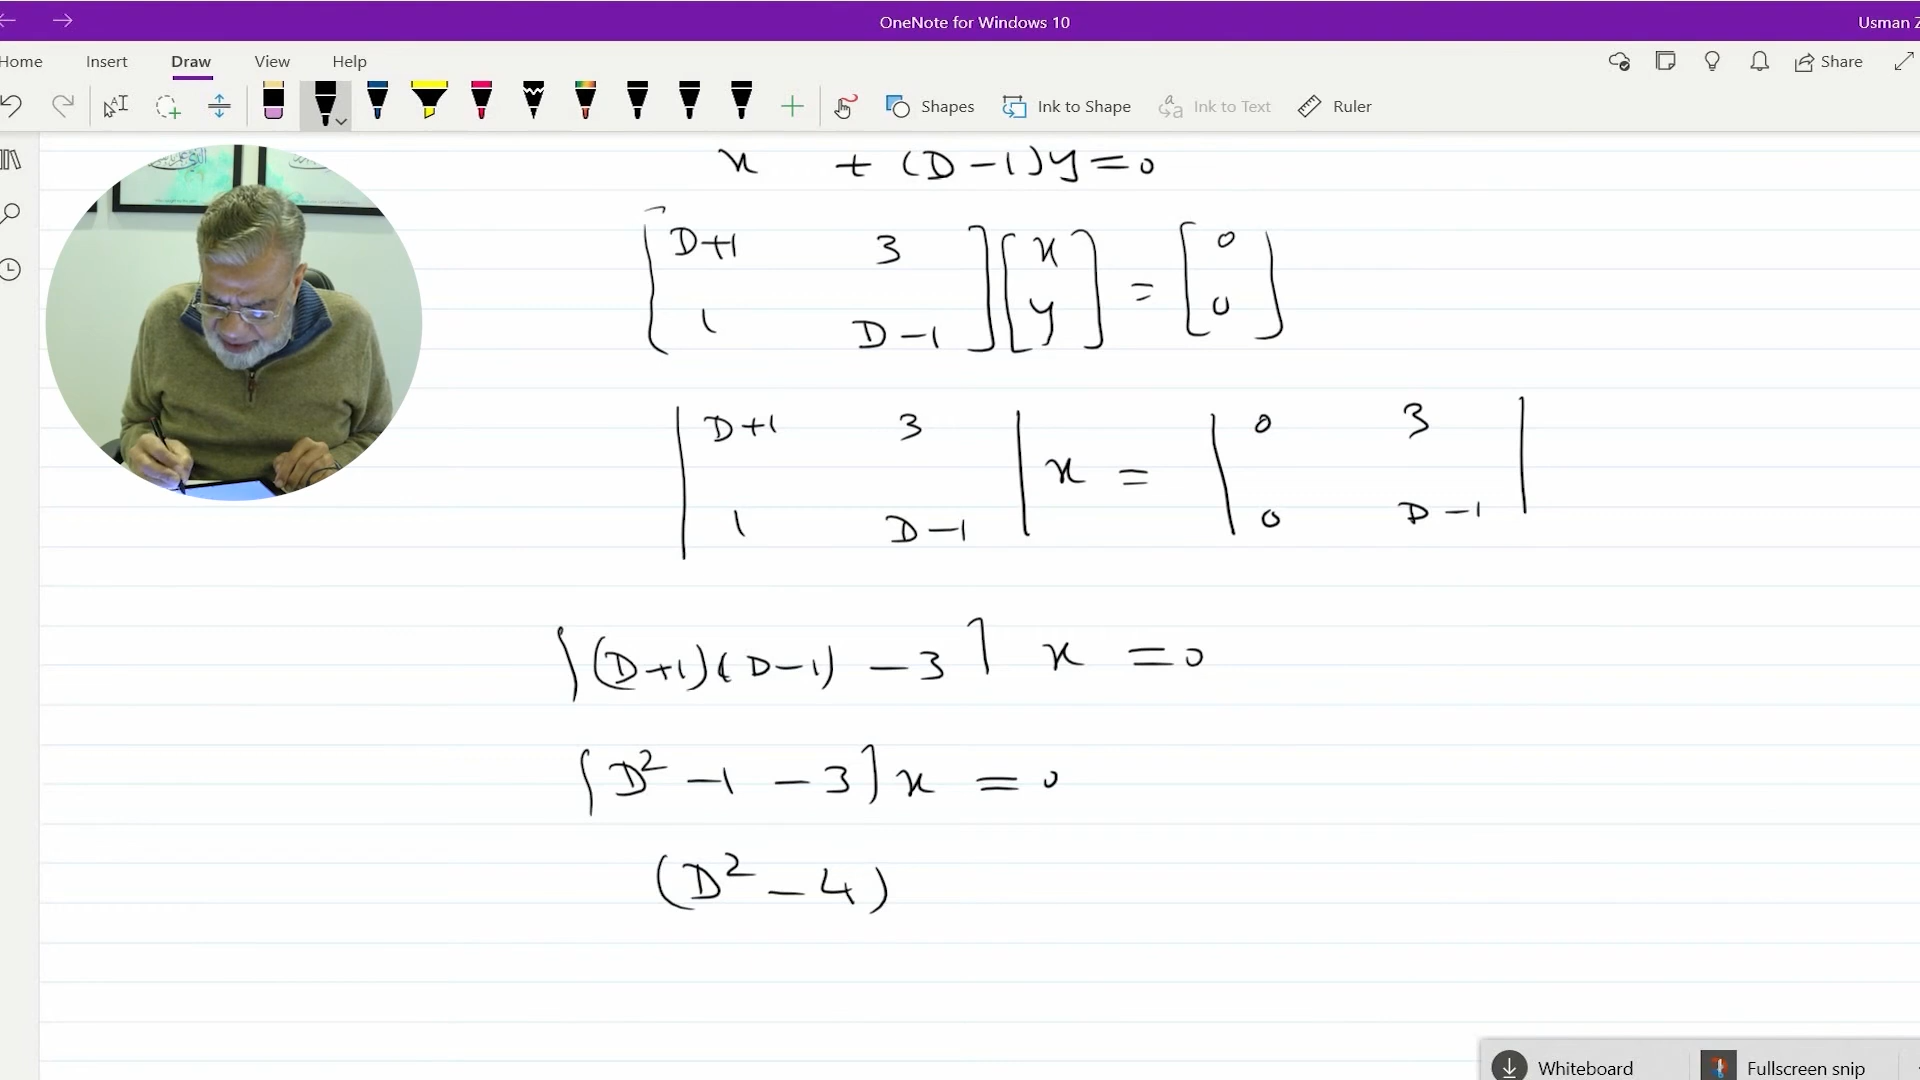 OneNote for Windows 10
Usman Z
Home Insert Draw View Help
Share
Shapes Ink to Shape Ink to Text Ruler
x + (D-1)y=0
[D+1 3] [x] = [0]
[1 D-1] [y] [0]
|D+1 3| x = |0 3|
|1 D-1| |0 D-1|
[(D+1)(D-1) -3] x =0
[D² -1 -3] x = 0
(D² - 4)
Whiteboard Fullscreen snip